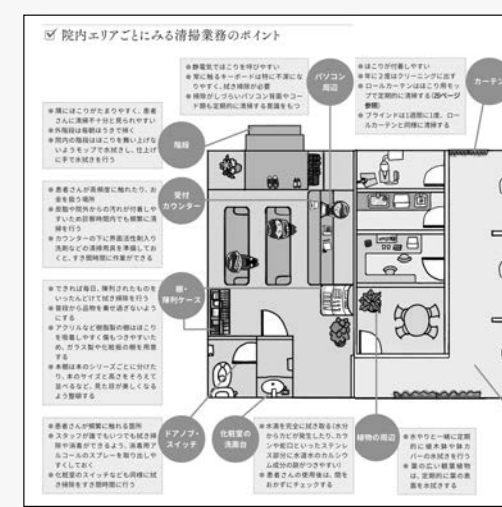 院内エリアごとにみる清掃業務のポイント
静電気でほこりを呼びやすい
常に触るキーボードは特に不潔になりやすく、拭き掃除が必要
掃除がしづらいパソコン背面やコード類も定期的に清掃する意識をもつ
パソコン
周辺
ほこりが付着しやすい
年に2度はクリーニングに出す
ロールカーテンはほこり用モップで定期的に清掃する(25ページ参照)
ブラインドは1週間に1度、ロールカーテンと同様に清掃する
カーテン
隅にほこりがたまりやすく、患者さんに清掃不十分と見られやすい
外階段は毎朝ほうきで掃く
院内の階段はほこりを舞い上げないようモップで水拭きし、仕上げに手で水拭きを行う
階段
患者さんが高頻度に触れたり、お金を扱う場所
皮脂や院外からの汚れが付着しやすいため診察時間内でも頻繁に清掃を行う
カウンターの下に界面活性剤入り洗剤などの清掃用具を準備しておくと、すき間時間に作業ができる
受付
カウンター
できれば毎日、陳列されたものをいったんどけて拭き掃除を行う
普段から品物を乗せ過ぎないようにする
アクリルなど樹脂製の棚はほこりを吸着しやすく傷もつきやすいため、ガラス製や化粧板の棚を用意する
本棚は本のシリーズごとに分けたり、本のサイズと高さをそろえて並べるなど、見た目が美しくなるよう整頓する
棚・
陳列ケース
患者さんが頻繁に触れる箇所
スタッフが誰でもいつでも拭き掃除や消毒ができるよう、消毒アルコールのスプレーを取り出しやすくしておく
化粧室のスイッチなども同様に拭き掃除をすき間時間に行う
ドアノブ・
スイッチ
化粧室の
洗面台
水滴を完全に拭き取る(水分からカビが発生したり、カランや蛇口といったステンレス部分に水道水のカルシウム成分の跡がつきやすい)
患者さんの使用後は、間をおかずにチェックする
植物の周辺
水やりと一緒に定期的に植木鉢や鉢カバーの水拭きを行う
葉の広い観葉植物は、定期的に葉の表面を水拭きする